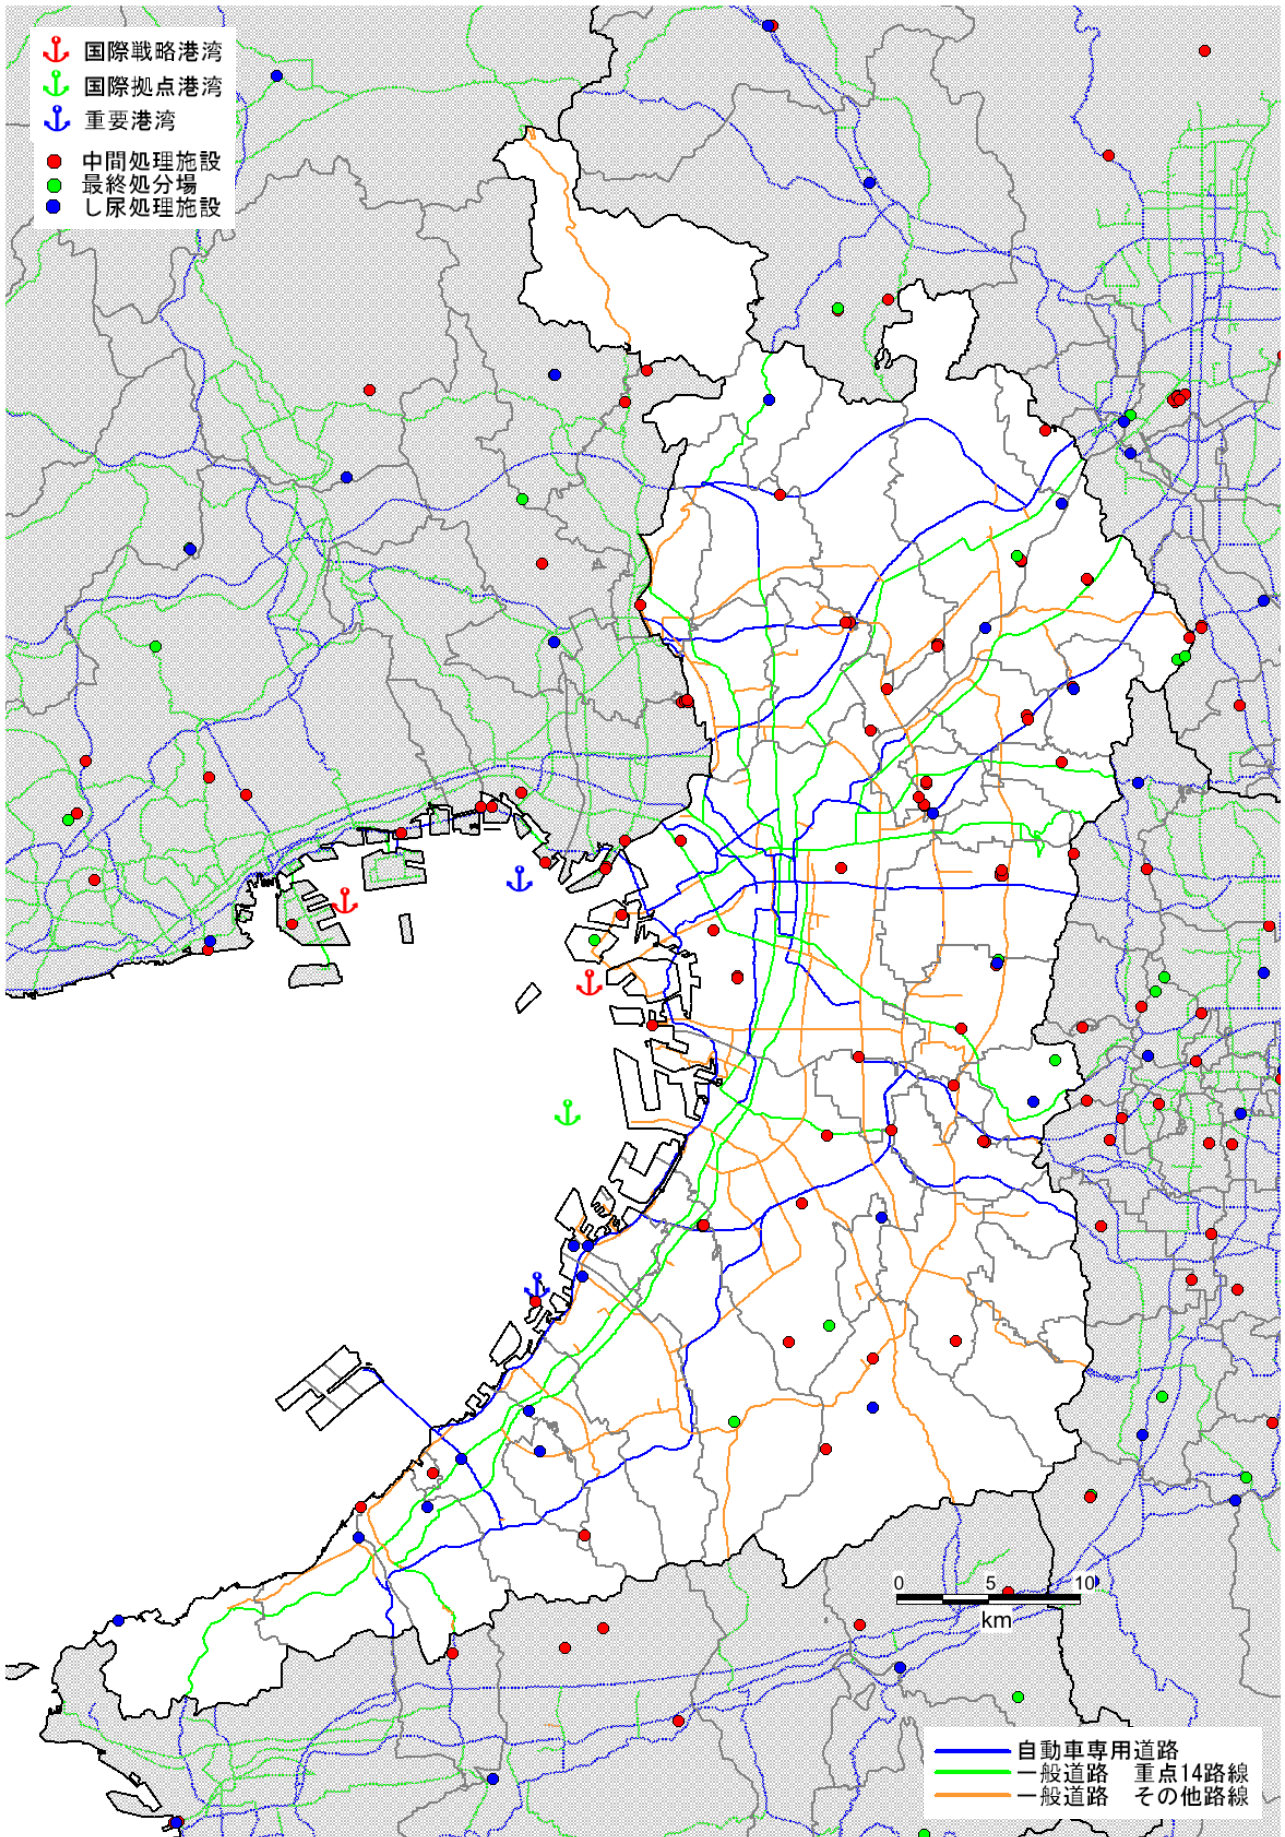 国際戦略港湾
国際拠点港湾
重要港湾
中間処理施設
最終処分場
し尿処理施設
0 5 10
km
自動車専用道路
一般道路 重点14路線
一般道路 その他路線